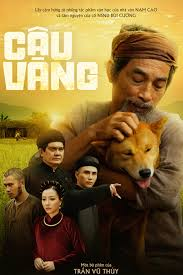 Lấy cảm hứng từ những tác phẩm văn học của nhà văn NAM CAO
và tâm nguyện của cố NSND BÙI CƯỜNG
CẬU
VÀNG
Một bộ phim của
TRẦN VŨ THỦY